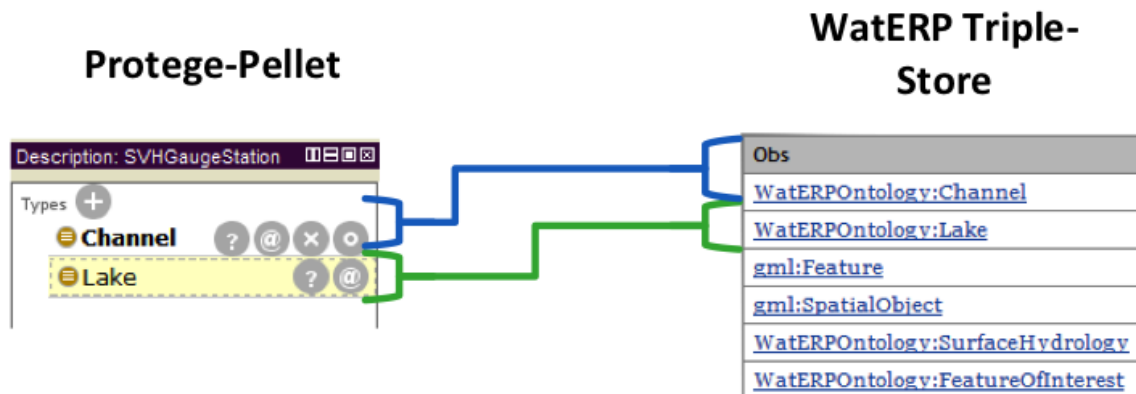 Protege-Pellet
WatERP Triple-
Store
Description: SVHGaugeStation
Types +
Channel ? @
Lake ? @
Obs
WatERPOntology:Channel
WatERPOntology:Lake
gml:Feature
gml:SpatialObject
WatERPOntology:SurfaceHydrology
WatERPOntology:FeatureOfInterest